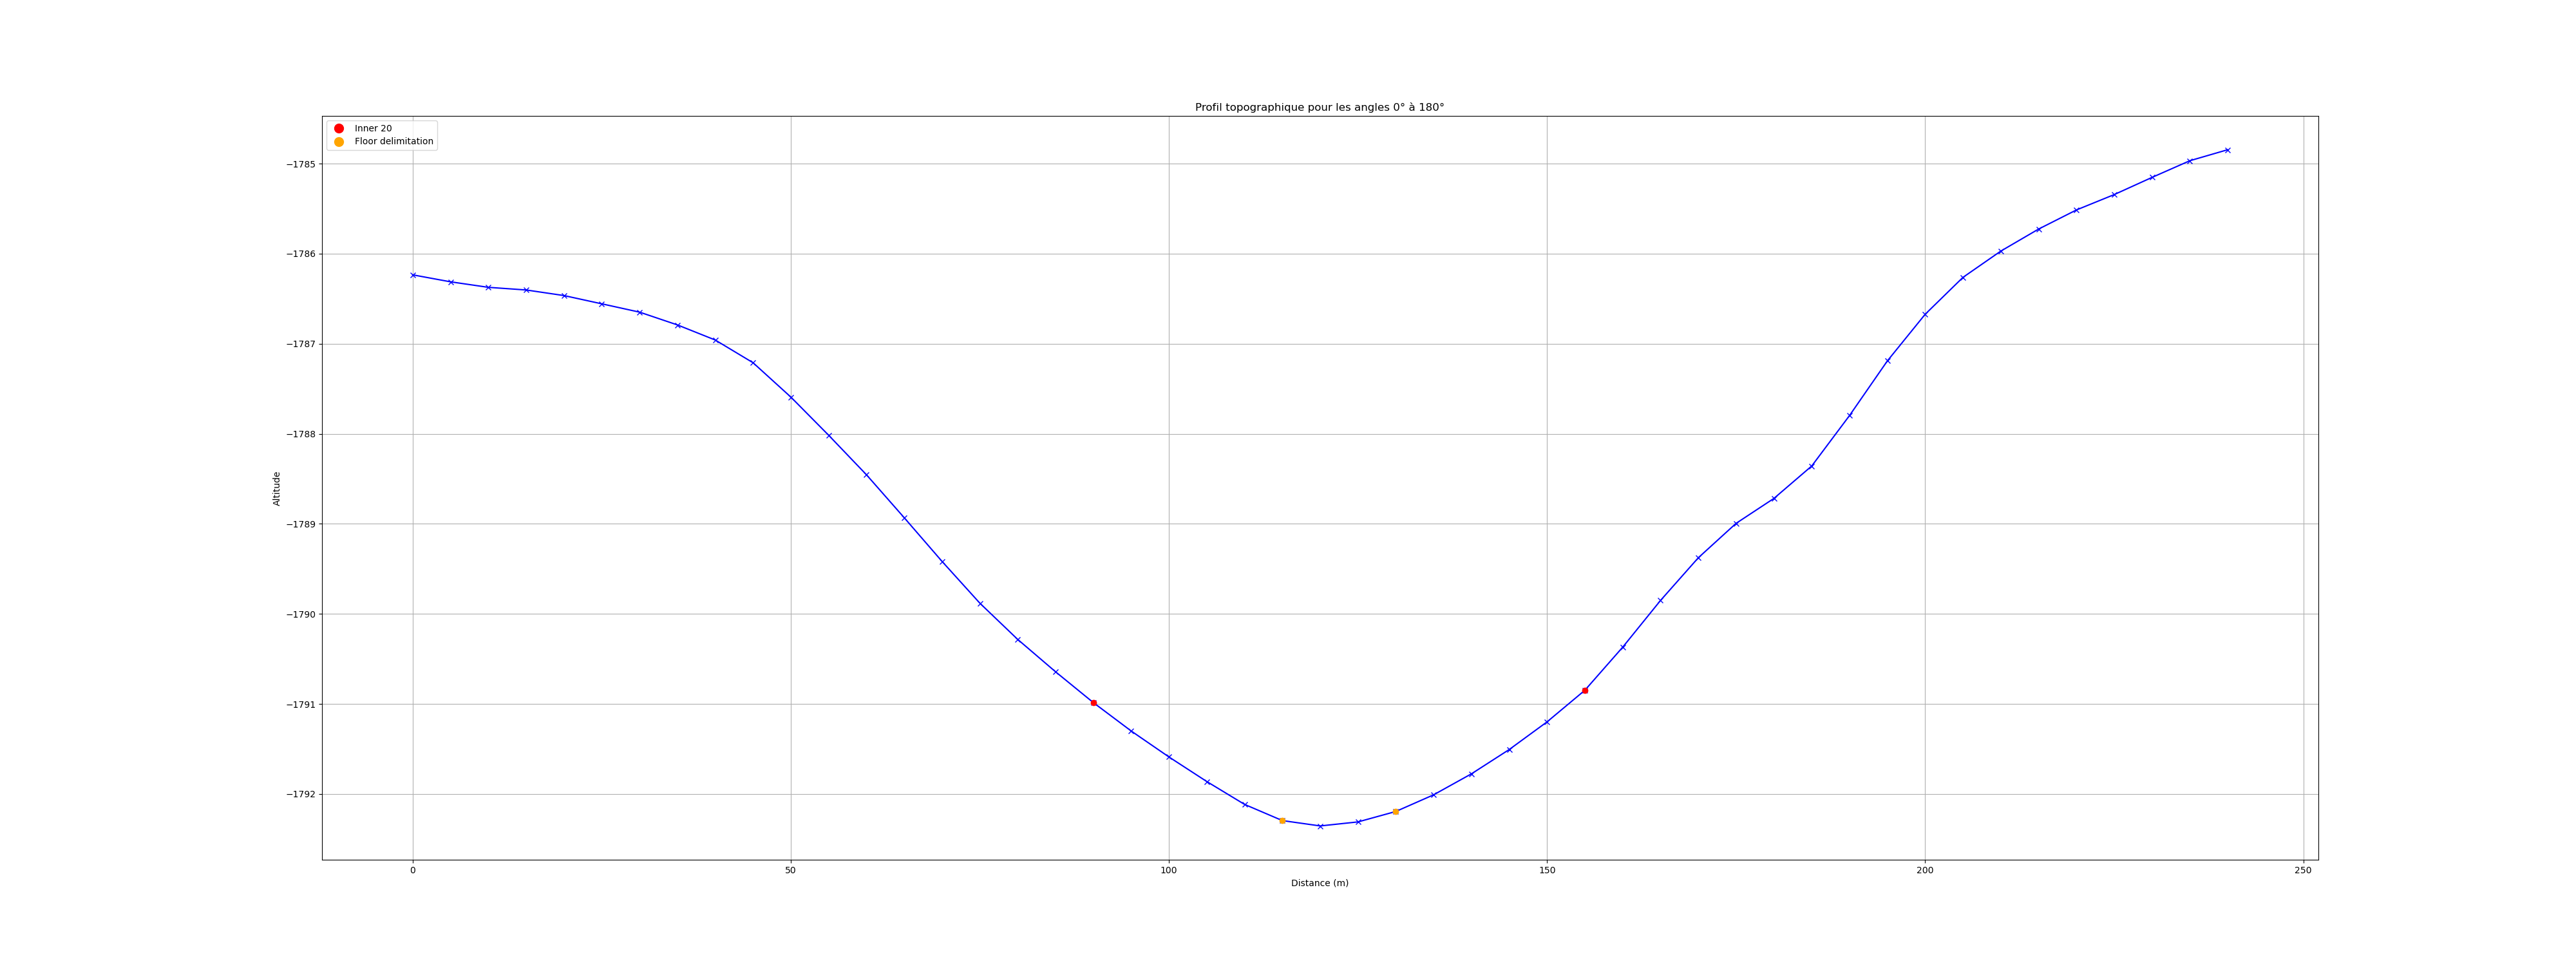 Profil topographique pour les angles 0° à 180°
Inner 20
Floor delimitation
−1785
−1786
−1787
−1788
−1789
−1790
−1791
−1792
Altitude
0 50 100 150 200 250
Distance (m)